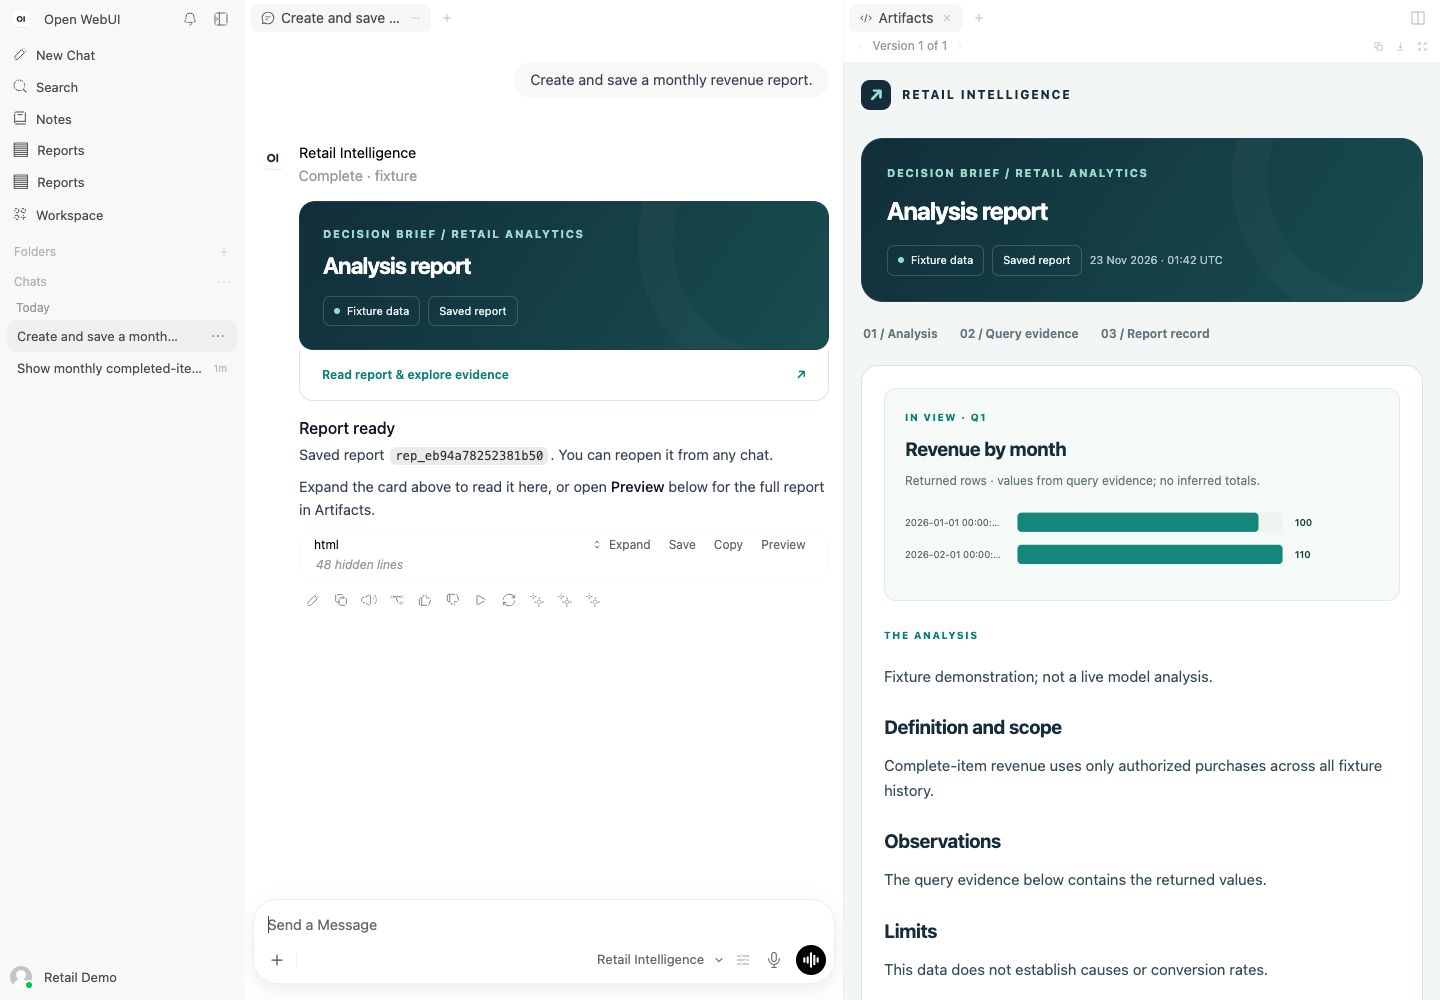 OI Open WebUI
New Chat
Search
Notes
Reports
Reports
Workspace
Folders
Chats
Today
Create and save a month...
Show monthly completed-ite... 1m
Retail Demo
Create and save ...
Create and save a monthly revenue report.
OI Retail Intelligence
Complete · fixture
DECISION BRIEF / RETAIL ANALYTICS
Analysis report
Fixture data Saved report
Read report & explore evidence
Report ready
Saved report rep_eb94a78252381b50 . You can reopen it from any chat.
Expand the card above to read it here, or open Preview below for the full report
in Artifacts.
html Expand Save Copy Preview
48 hidden lines
Send a Message
Retail Intelligence
Artifacts
Version 1 of 1
RETAIL INTELLIGENCE
DECISION BRIEF / RETAIL ANALYTICS
Analysis report
Fixture data Saved report 23 Nov 2026 · 01:42 UTC
01 / Analysis 02 / Query evidence 03 / Report record
IN VIEW · Q1
Revenue by month
Returned rows · values from query evidence; no inferred totals.
2026-01-01 00:00:... 100
2026-02-01 00:00:... 110
THE ANALYSIS
Fixture demonstration; not a live model analysis.
Definition and scope
Complete-item revenue uses only authorized purchases across all fixture
history.
Observations
The query evidence below contains the returned values.
Limits
This data does not establish causes or conversion rates.